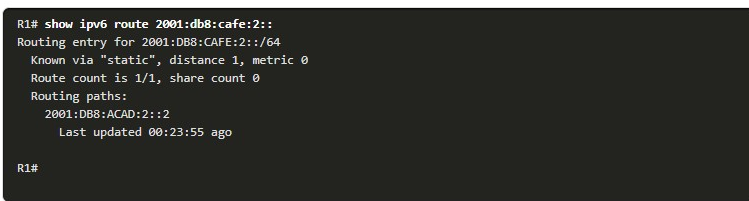 R1# show ipv6 route 2001:db8:cafe:2::
Routing entry for 2001:DB8:CAFE:2::/64
Known via "static", distance 1, metric 0
Route count is 1/1, share count 0
Routing paths:
2001:DB8:ACAD:2::2
Last updated 00:23:55 ago
R1#